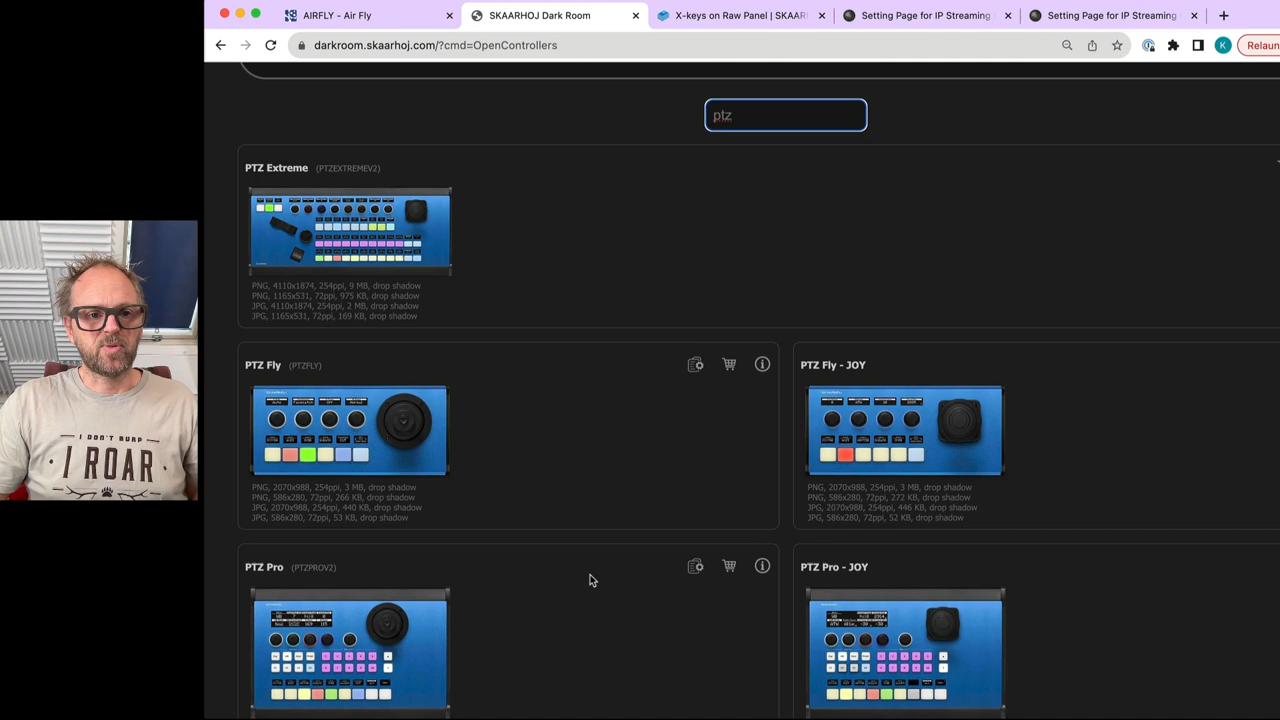 AIRFLY - Air Fly
SKAARHOJ Dark Room
X-keys on Raw Panel | SKAAR
Setting Page for IP Streaming
Setting Page for IP Streaming
darkroom.skaarhoj.com/?cmd=OpenControllers
K
Relaun
ptz
PTZ Extreme (PTZEXTREMEV2)
PNG, 4110x1874, 254ppi, 9 MB, drop shadow
PNG, 1165x531, 72ppi, 975 KB, drop shadow
JPG, 4110x1874, 254ppi, 2 MB, drop shadow
JPG, 1165x531, 72ppi, 169 KB, drop shadow
PTZ Fly (PTZFLY)
PTZ Fly - JOY
PNG, 2070x988, 254ppi, 3 MB, drop shadow
PNG, 586x280, 72ppi, 266 KB, drop shadow
JPG, 2070x988, 254ppi, 440 KB, drop shadow
JPG, 586x280, 72ppi, 53 KB, drop shadow
PNG, 2070x988, 254ppi, 3 MB, drop shadow
PNG, 586x280, 72ppi, 272 KB, drop shadow
JPG, 2070x988, 254ppi, 446 KB, drop shadow
JPG, 586x280, 72ppi, 52 KB, drop shadow
PTZ Pro (PTZPROV2)
PTZ Pro - JOY
I DON'T BURP
I ROAR